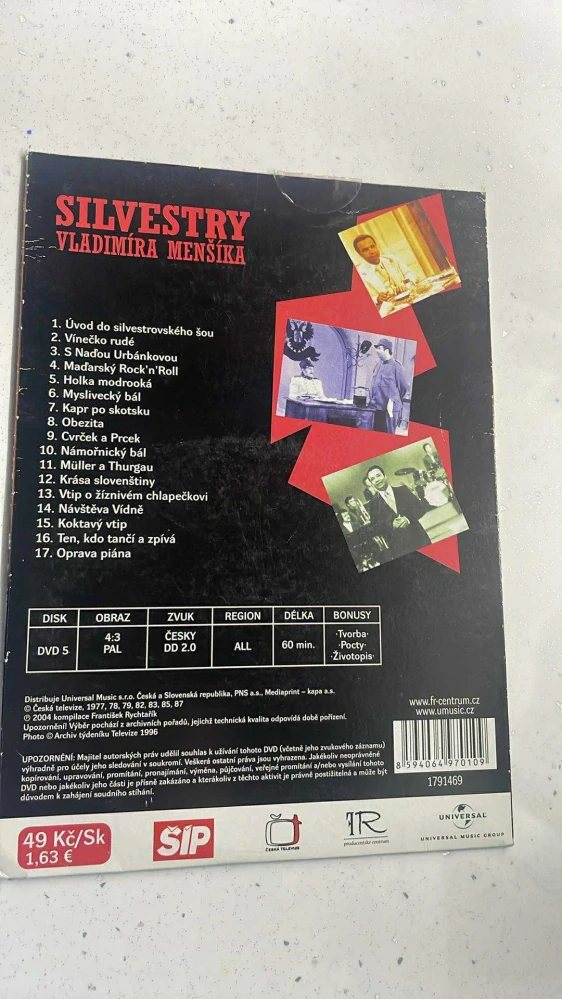 SILVESTRY
VLADIMÍRA MENŠÍKA
1. Úvod do silvestrovského šou
2. Vínečko rudé
3. S Naďou Urbánkovou
4. Maďarský Rock'n'Roll
5. Holka modrooká
6. Myslivecký bál
7. Kapr po skotsku
8. Obezita
9. Cvrček a Prcek
10. Námořnický bál
11. Müller a Thurgau
12. Krása slovenštiny
13. Vtip o žíznivém chlapečkovi
14. Návštěva Vídně
15. Koktavý vtip
16. Ten, kdo tančí a zpívá
17. Oprava piána
DISK OBRAZ ZVUK REGION DÉLKA BONUSY
DVD 5 4:3 PAL ČESKY DD 2.0 ALL 60 min. ·Tvorba· ·Pocty· ·Životopis·
Distribuje Universal Music s.r.o. Česká a Slovenská republika, PNS a.s., Mediaprint – kapa a.s.
© Česká televize, 1977, 78, 79, 82, 83, 85, 87
℗ 2004 kompilace František Rychtařík
Upozornění! Výběr pochází z archivních pořadů, jejichž technická kvalita odpovídá době pořízení.
Photo © Archiv týdeníku Televize 1996
www.fr-centrum.cz
www.umusic.cz
UPOZORNĚNÍ: Majitel autorských práv udělil souhlas k užívání tohoto DVD (včetně jeho zvukového záznamu)
výhradně pro účely jeho sledování v soukromí. Veškerá ostatní práva jsou vyhrazena. Jakékoliv neoprávněné
kopírování, upravování, promítání, pronajímání, výměna, půjčování, veřejné promítání a/nebo vysílání tohoto
DVD nebo jakékoliv jeho části je přísně zakázáno a kterákoliv z těchto aktivit je právně postižitelná a může být
důvodem k zahájení soudního stíhání.
8 594064 970109
1791469
49 Kč/Sk
1,63 €
ŠÍP
ČESKÁ TELEVIZE
FR
producentské centrum
UNIVERSAL
UNIVERSAL MUSIC GROUP